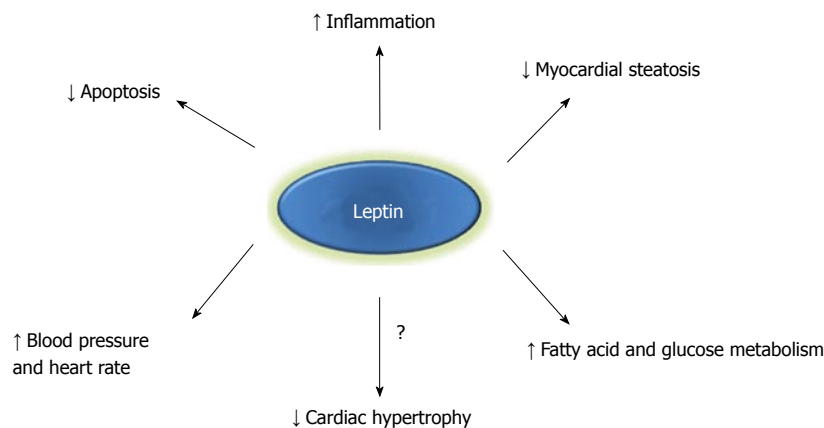 ↑ Inflammation
↓ Myocardial steatosis
↓ Apoptosis
Leptin
↑ Blood pressure
and heart rate
?
↑ Fatty acid and glucose metabolism
↓ Cardiac hypertrophy